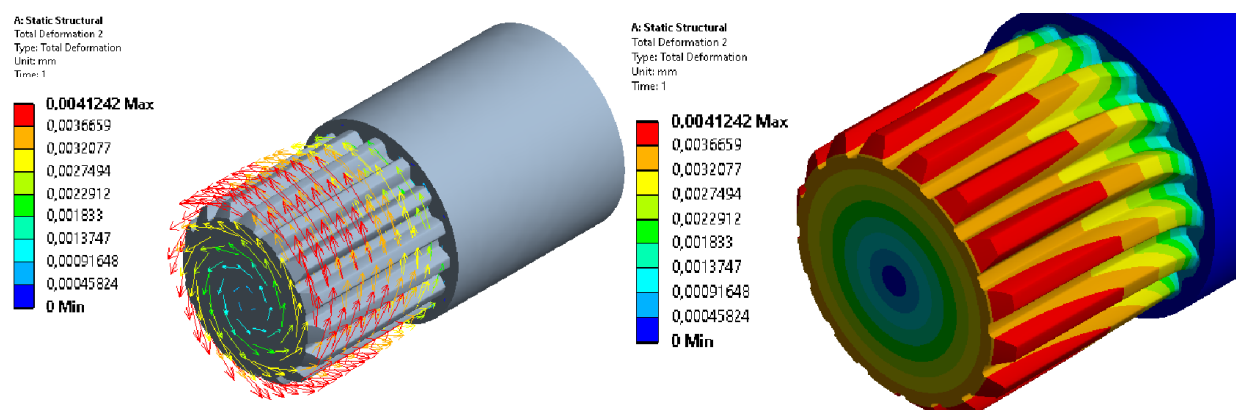 A: Static Structural
Total Deformation 2
Type: Total Deformation
Unit: mm
Time: 1
0,0041242 Max
0,0036659
0,0032077
0,0027494
0,0022912
0,001833
0,0013747
0,00091648
0,00045824
0 Min
A: Static Structural
Total Deformation 2
Type: Total Deformation
Unit: mm
Time: 1
0,0041242 Max
0,0036659
0,0032077
0,0027494
0,0022912
0,001833
0,0013747
0,00091648
0,00045824
0 Min